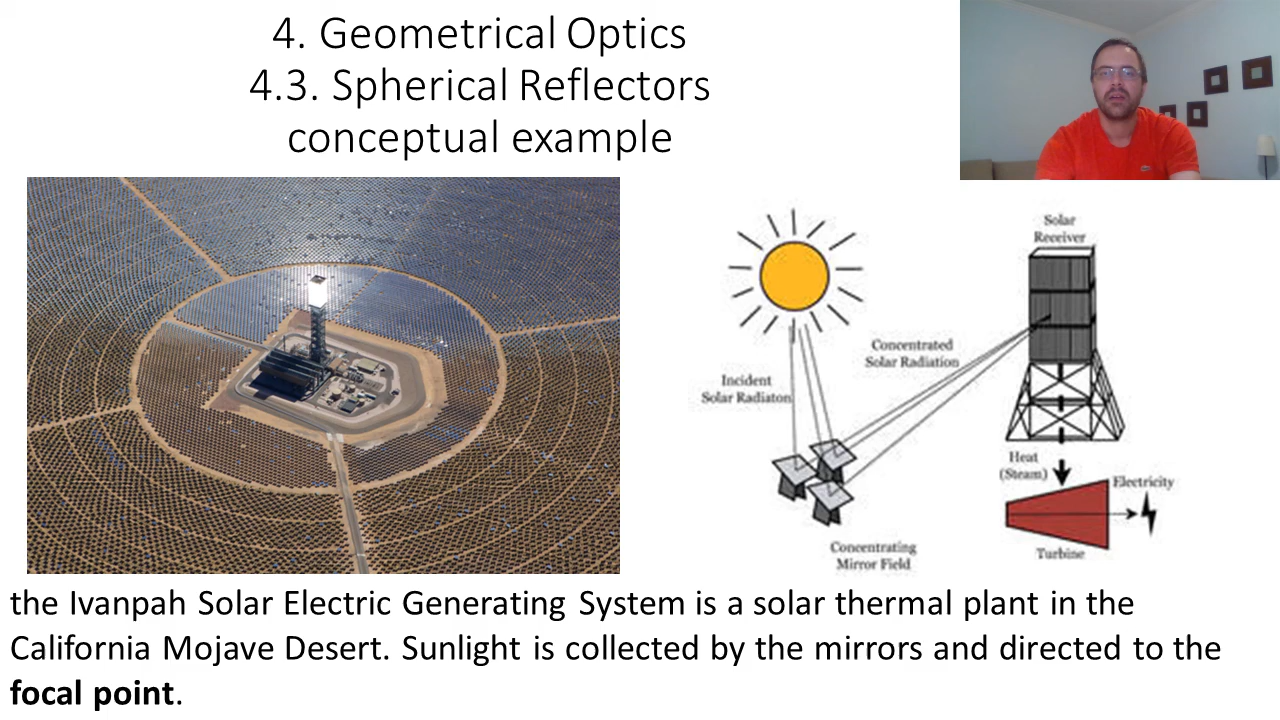 4. Geometrical Optics
4.3. Spherical Reflectors
conceptual example
Solar
Receiver
Concentrated
Solar Radiation
Incident
Solar Radiaton
Heat
(Steam)
Electricity
Turbine
Concentrating
Mirror Field
the Ivanpah Solar Electric Generating System is a solar thermal plant in the
California Mojave Desert. Sunlight is collected by the mirrors and directed to the
focal point.